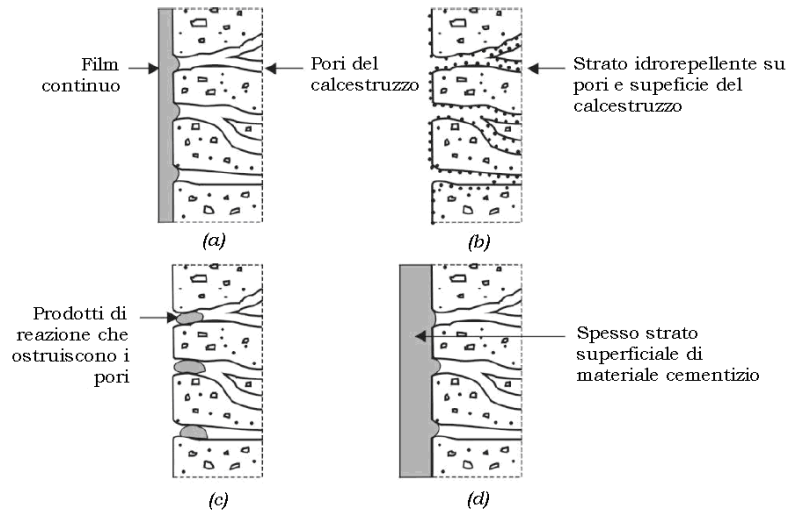 Film
continuo
Pori del
calcestruzzo
Strato idrorepellente su
pori e supeficie del
calcestruzzo
(a)
(b)
Prodotti di
reazione che
ostruiscono i
pori
Spesso strato
superficiale di
materiale cementizio
(c)
(d)